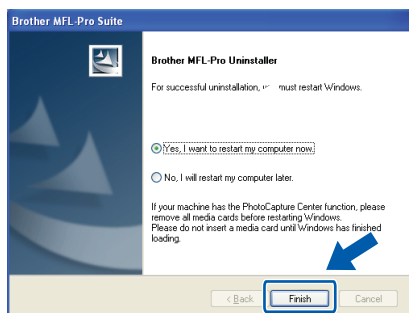 Brother MFL-Pro Suite
Brother MFL-Pro Uninstaller
For successful uninstallation, must restart Windows.
Yes, I want to restart my computer now.
No, I will restart my computer later.
If your machine has the PhotoCapture Center function, please
remove all media cards before restarting Windows.
Please do not insert a media card until Windows has finished
loading.
< Back
Finish
Cancel